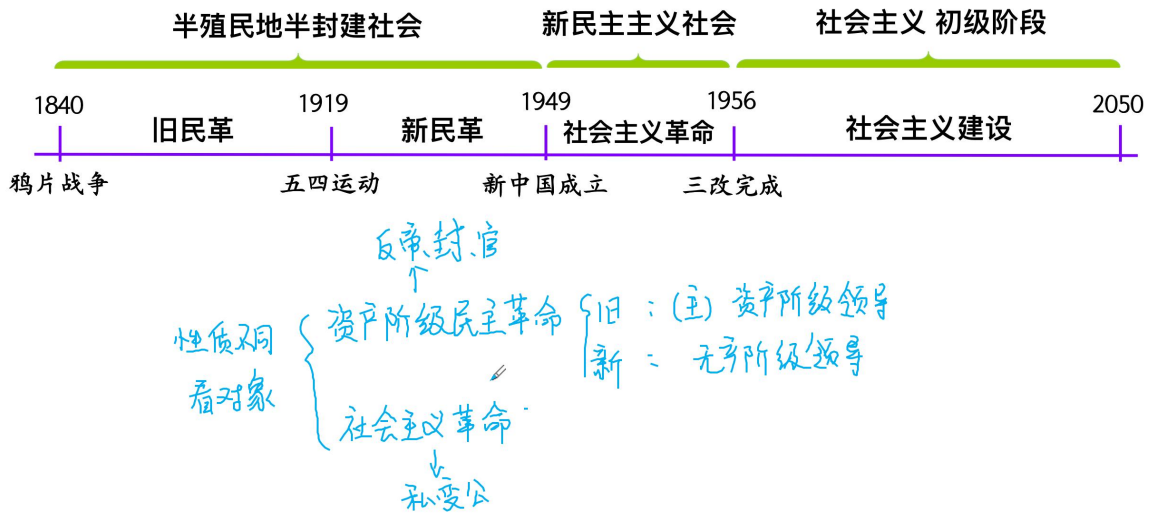 半殖民地半封建社会 新民主主义社会 社会主义 初级阶段
1840 1919 1949 1956 2050
旧民革 新民革 社会主义革命 社会主义建设
鸦片战争 五四运动 新中国成立 三改完成
反帝、封、官
↑
资产阶级民主革命 旧：(主) 资产阶级领导
新： 无产阶级领导
性质不同
看对象
社会主义革命
↓
私变公